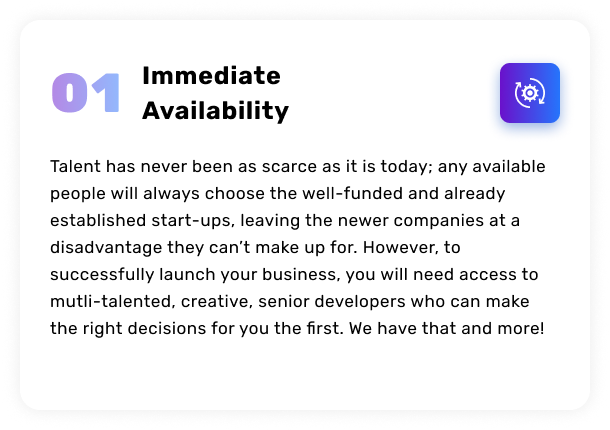 01
Immediate
Availability
Talent has never been as scarce as it is today; any available
people will always choose the well-funded and already
established start-ups, leaving the newer companies at a
disadvantage they can’t make up for. However, to
successfully launch your business, you will need access to
mutli-talented, creative, senior developers who can make
the right decisions for you the first. We have that and more!